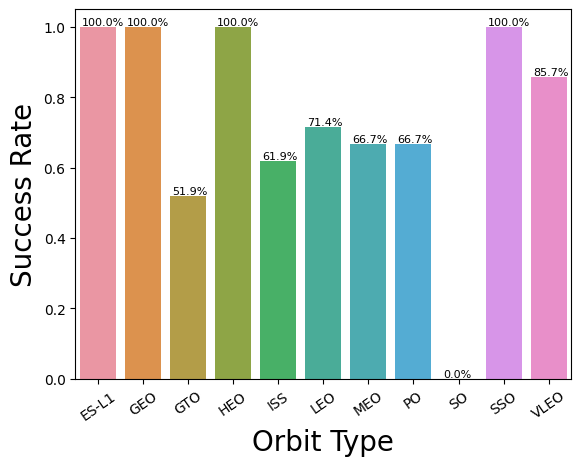 Success Rate
1.0
0.8
0.6
0.4
0.2
0.0
100.0%
100.0%
51.9%
100.0%
61.9%
71.4%
66.7%
66.7%
0.0%
100.0%
85.7%
ES-L1
GEO
GTO
HEO
ISS
LEO
MEO
PO
SO
SSO
VLEO
Orbit Type